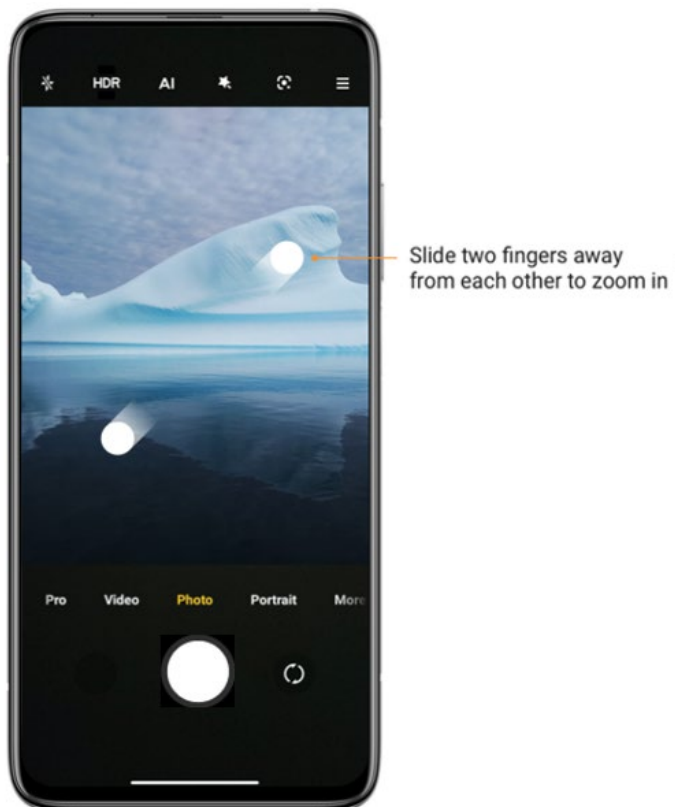 HDR AI
Slide two fingers away
from each other to zoom in
Pro Video Photo Portrait More